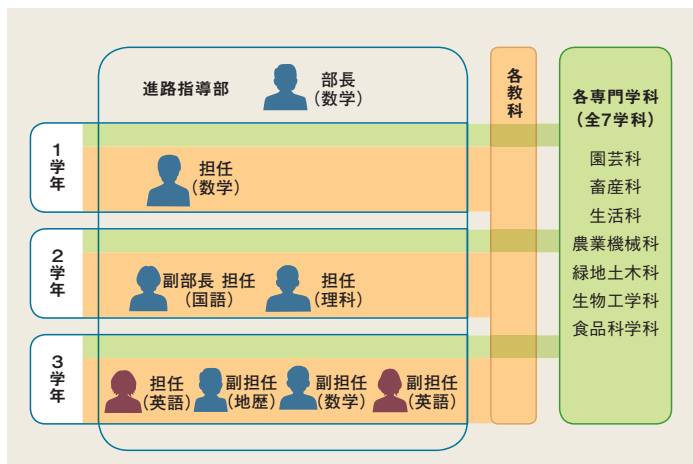 進路指導部
部長
(数学)
各教科
各専門学科
(全7学科)
園芸科
畜産科
生活科
農業機械科
緑地土木科
生物工学科
食品科学科
1学年
担任
(数学)
2学年
副部長 担任
(国語)
担任
(理科)
3学年
担任
(英語)
副担任
(地歴)
副担任
(数学)
副担任
(英語)